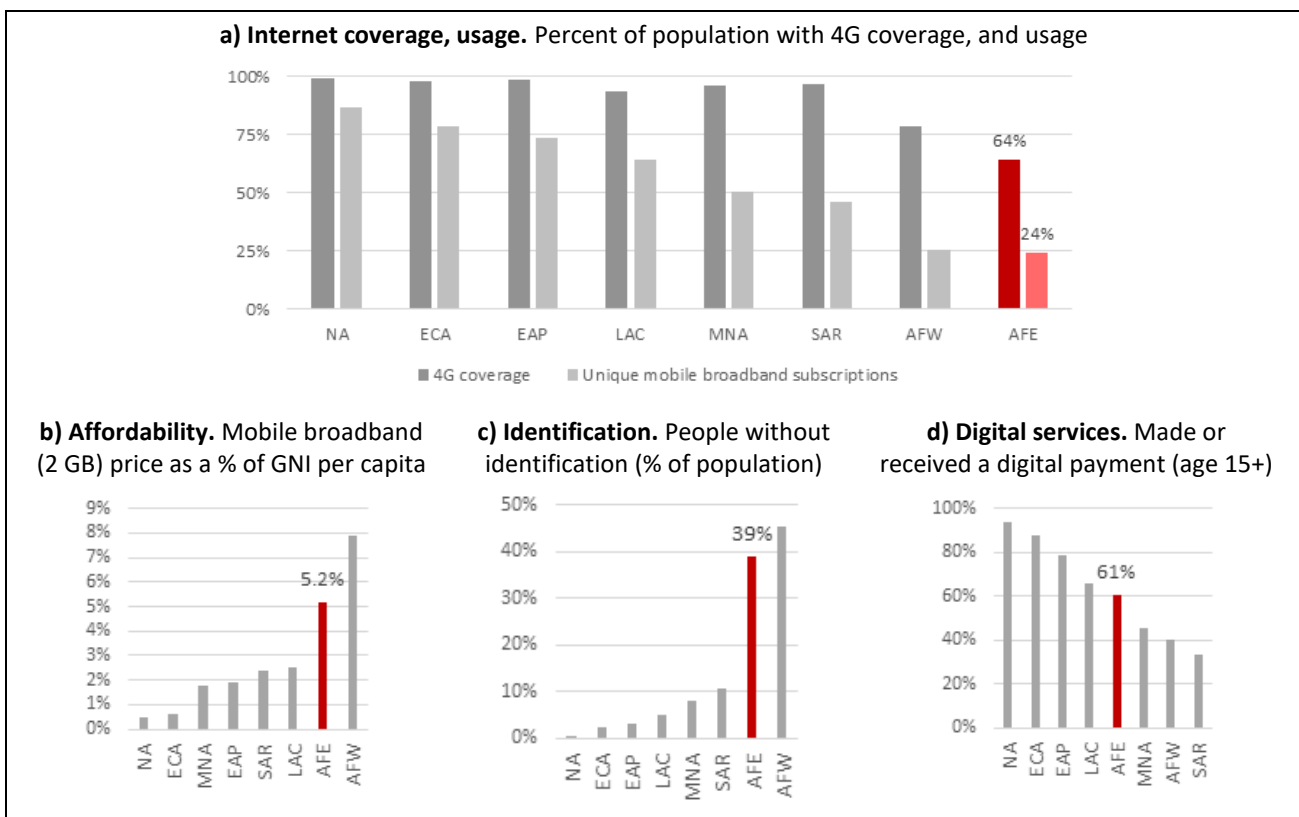 a) Internet coverage, usage. Percent of population with 4G coverage, and usage
100%
75%
50%
25%
0%
64%
24%
NA ECA EAP LAC MNA SAR AFW AFE
4G coverage Unique mobile broadband subscriptions
b) Affordability. Mobile broadband
(2 GB) price as a % of GNI per capita
9%
8%
7%
6%
5%
4%
3%
2%
1%
0%
5.2%
NA ECA MNA EAP SAR LAC AFE AFW
c) Identification. People without
identification (% of population)
50%
40%
30%
20%
10%
0%
39%
NA ECA EAP LAC MNA SAR AFE AFW
d) Digital services. Made or
received a digital payment (age 15+)
100%
80%
60%
40%
20%
0%
61%
NA ECA EAP LAC AFE MNA AFW SAR